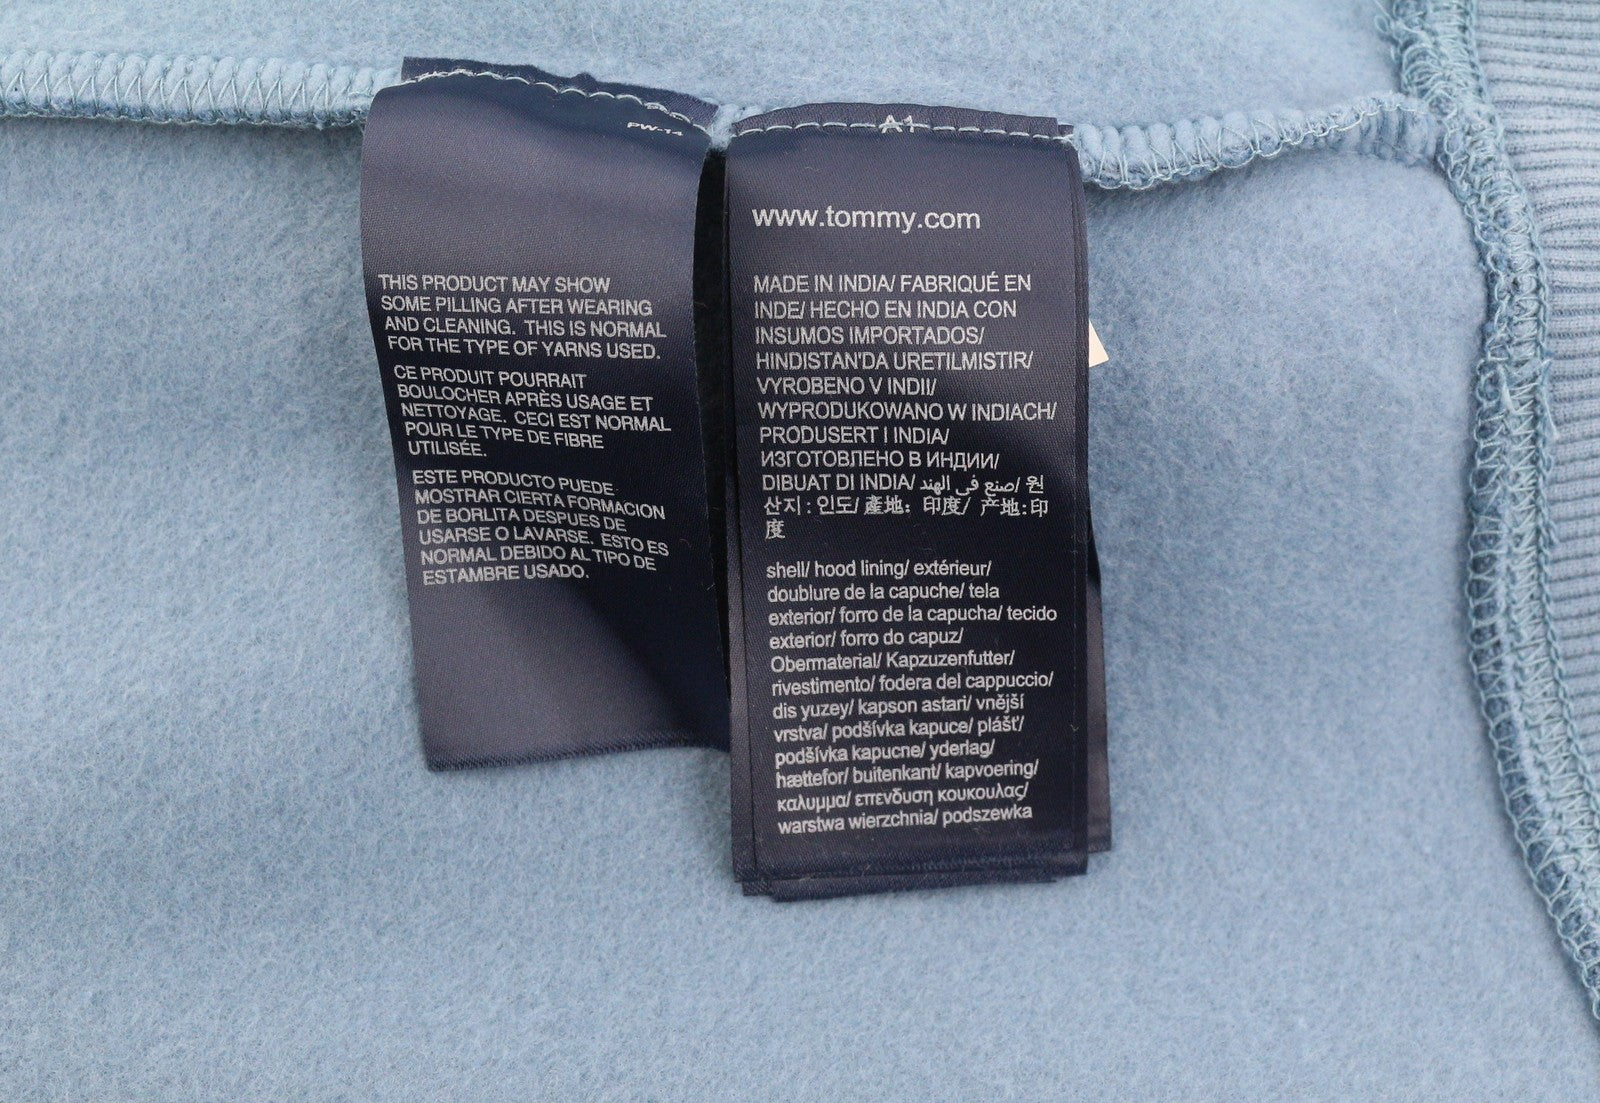 PW-14
THIS PRODUCT MAY SHOW
SOME PILLING AFTER WEARING
AND CLEANING. THIS IS NORMAL
FOR THE TYPE OF YARNS USED.
CE PRODUIT POURRAIT
BOULOCHER APRÈS USAGE ET
NETTOYAGE. CECI EST NORMAL
POUR LE TYPE DE FIBRE
UTILISÉE.
ESTE PRODUCTO PUEDE
MOSTRAR CIERTA FORMACION
DE BORLITA DESPUES DE
USARSE O LAVARSE. ESTO ES
NORMAL DEBIDO AL TIPO DE
ESTAMBRE USADO.
A1
www.tommy.com
MADE IN INDIA/ FABRIQUÉ EN
INDE/ HECHO EN INDIA CON
INSUMOS IMPORTADOS/
HINDISTAN'DA URETILMISTIR/
VYROBENO V INDII/
WYPRODUKOWANO W INDIACH/
PRODUSERT I INDIA/
ИЗГОТОВЛЕНО В ИНДИИ/
DIBUAT DI INDIA/ صنع في الهند/ 원
산지 : 인도/ 產地: 印度/ 产地:印
度
shell/ hood lining/ extérieur/
doublure de la capuche/ tela
exterior/ forro de la capucha/ tecido
exterior/ forro do capuz/
Obermaterial/ Kapzuzenfutter/
rivestimento/ fodera del cappuccio/
dis yuzey/ kapson astari/ vnější
vrstva/ podšívka kapuce/ plášť/
podšívka kapucne/ yderlag/
hættefor/ buitenkant/ kapvoering/
καλυμμα/ επενδυση κουκουλας/
warstwa wierzchnia/ podszewka